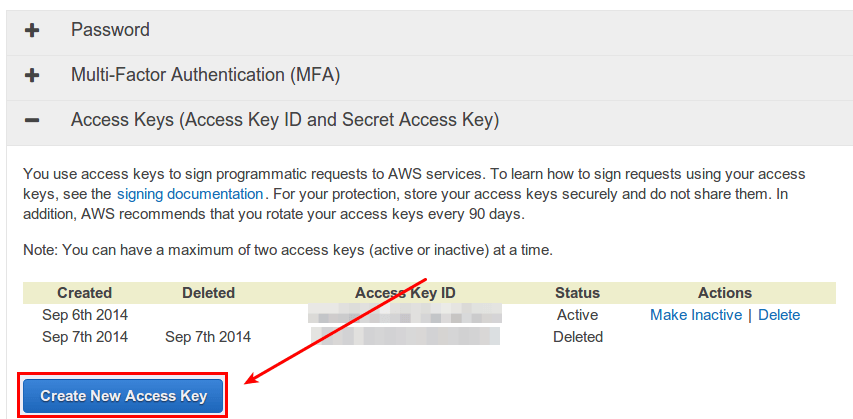 Password
Multi-Factor Authentication (MFA)
Access Keys (Access Key ID and Secret Access Key)
You use access keys to sign programmatic requests to AWS services. To learn how to sign requests using your access
keys, see the signing documentation. For your protection, store your access keys securely and do not share them. In
addition, AWS recommends that you rotate your access keys every 90 days.
Note: You can have a maximum of two access keys (active or inactive) at a time.
Created Deleted Access Key ID Status Actions
Sep 6th 2014 Active Make Inactive | Delete
Sep 7th 2014 Sep 7th 2014 Deleted
Create New Access Key